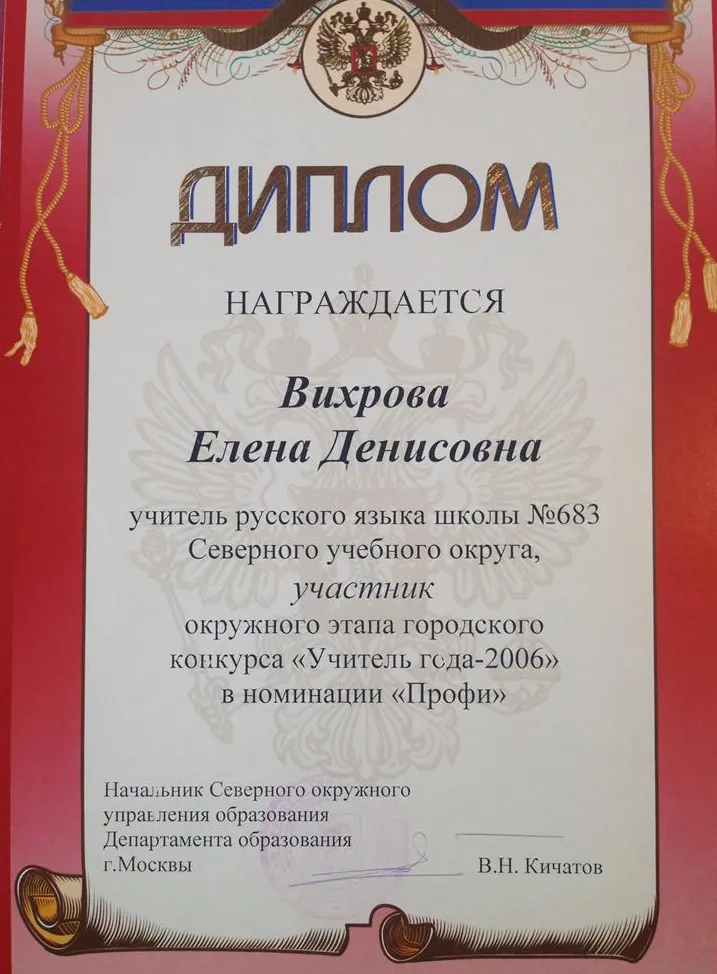 ДИПЛОМ
НАГРАЖДАЕТСЯ
Вихрова
Елена Денисовна
учитель русского языка школы №683
Северного учебного округа,
участник
окружного этапа городского
конкурса «Учитель года-2006»
в номинации «Профи»
Начальник Северного окружного
управления образования
Департамента образования
г.Москвы
В.Н. Кичатов